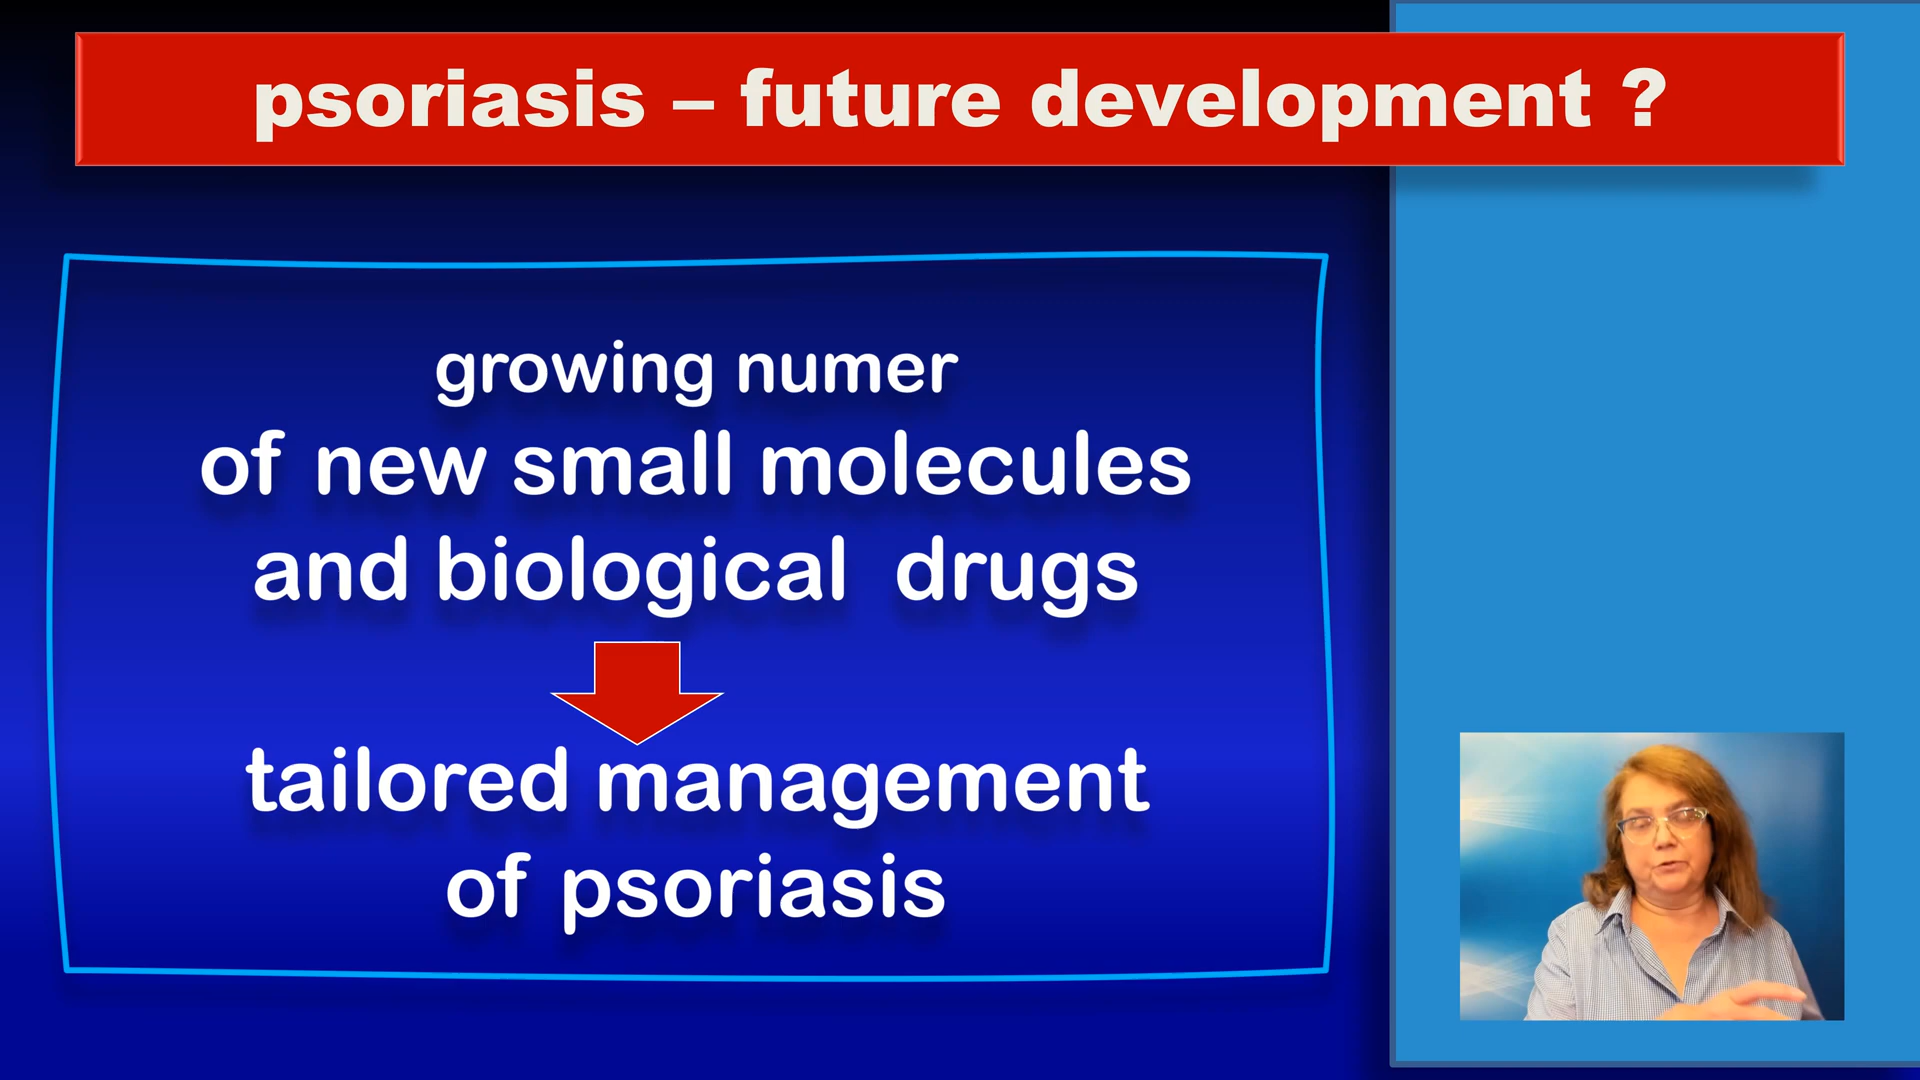 psoriasis – future development ?
growing numer
of new small molecules
and biological drugs
tailored management
of psoriasis